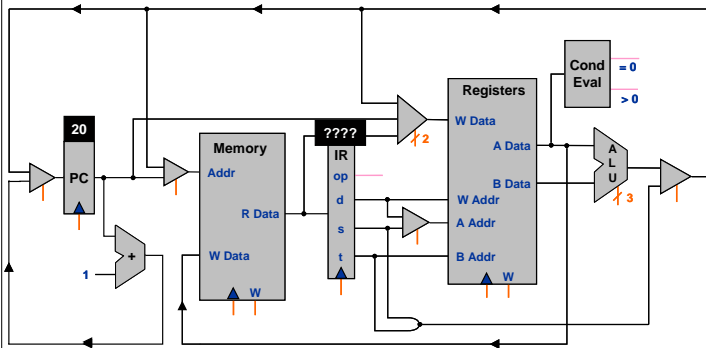 20
PC
+
1
Memory
Addr
R Data
W Data
W
????
IR
op
d
s
t
2
Registers
W Data
A Data
B Data
W Addr
A Addr
B Addr
W
Cond
Eval
= 0
> 0
A
L
U
3